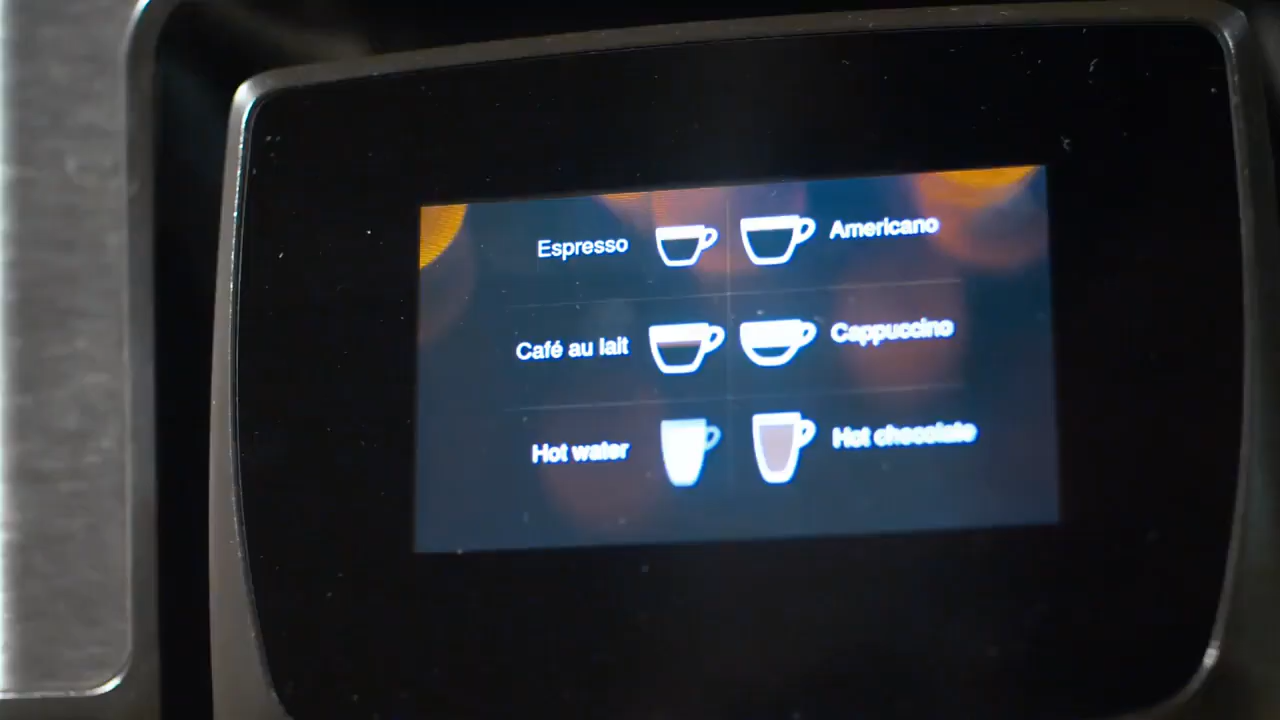 Espresso
Americano
Café au lait
Cappuccino
Hot water
Hot chocolate